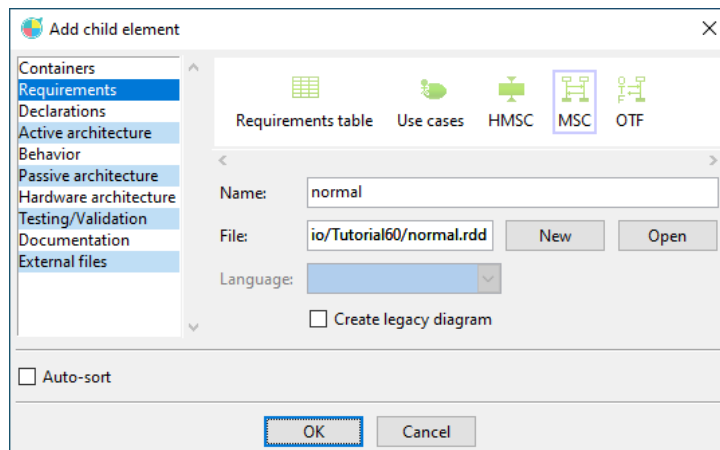 Add child element
Containers
Requirements
Declarations
Active architecture
Behavior
Passive architecture
Hardware architecture
Testing/Validation
Documentation
External files
Requirements table Use cases HMSC MSC OTF
Name: normal
File: io/Tutorial60/normal.rdd New Open
Language:
Create legacy diagram
Auto-sort
OK Cancel